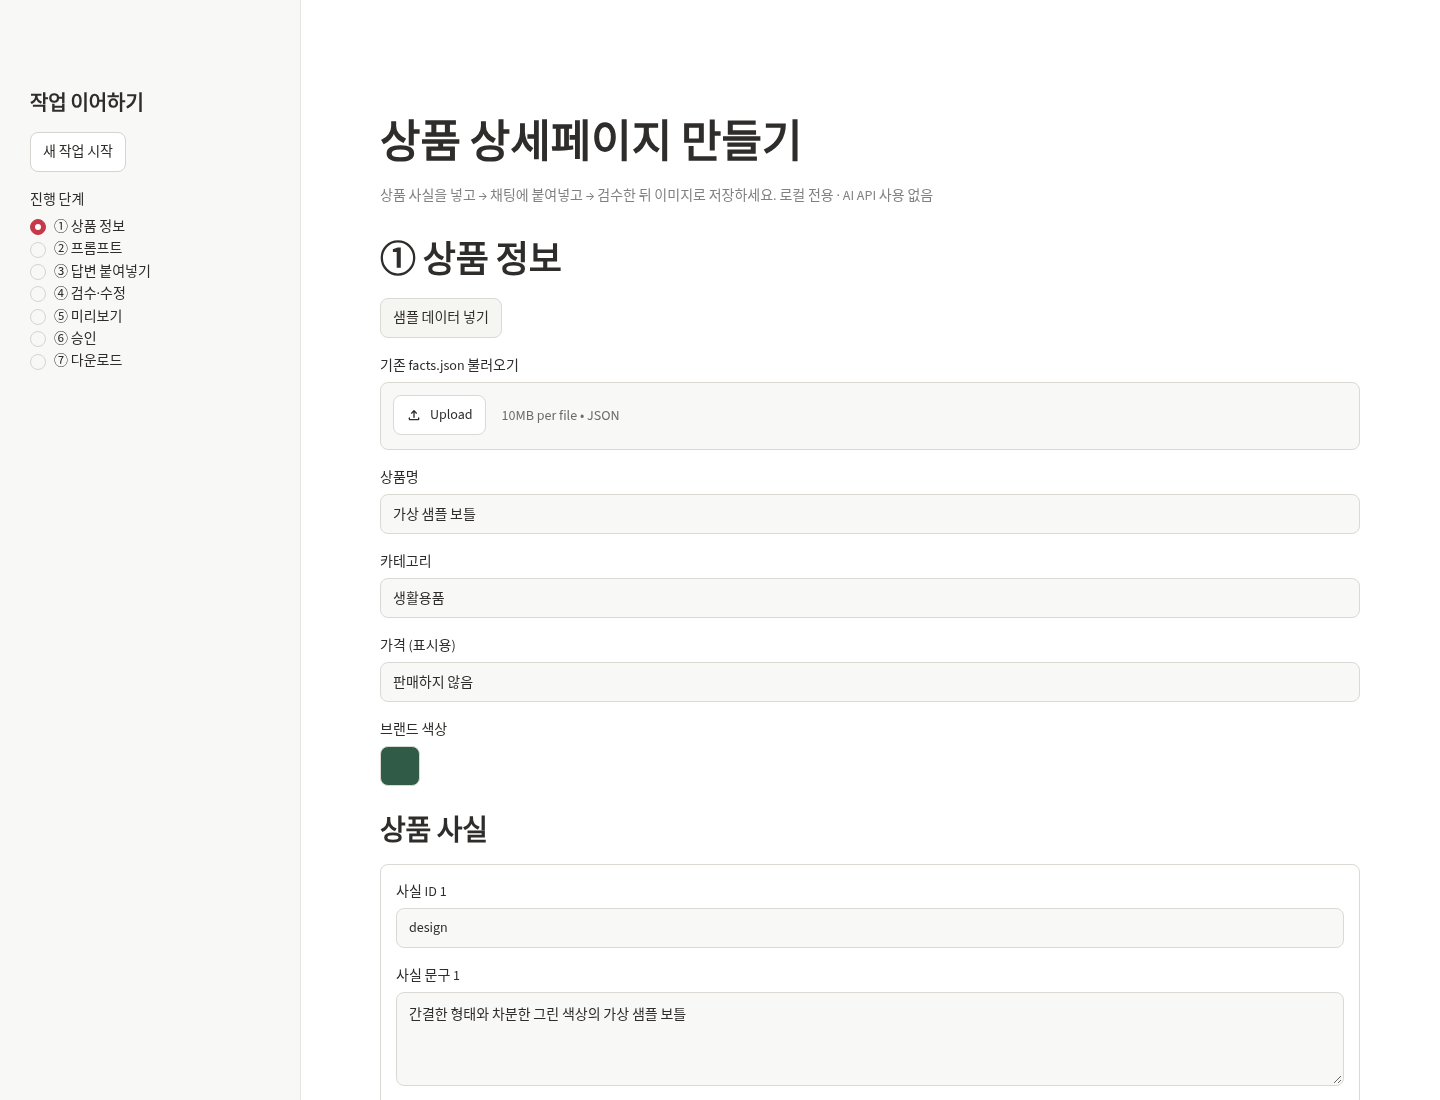 작업 이어하기
새 작업 시작
진행 단계
① 상품 정보
② 프롬프트
③ 답변 붙여넣기
④ 검수·수정
⑤ 미리보기
⑥ 승인
⑦ 다운로드
상품 상세페이지 만들기
상품 사실을 넣고 → 채팅에 붙여넣고 → 검수한 뒤 이미지로 저장하세요. 로컬 전용 · AI API 사용 없음
① 상품 정보
샘플 데이터 넣기
기존 facts.json 불러오기
Upload 10MB per file • JSON
상품명
가상 샘플 보틀
카테고리
생활용품
가격 (표시용)
판매하지 않음
브랜드 색상
상품 사실
사실 ID 1
design
사실 문구 1
간결한 형태와 차분한 그린 색상의 가상 샘플 보틀